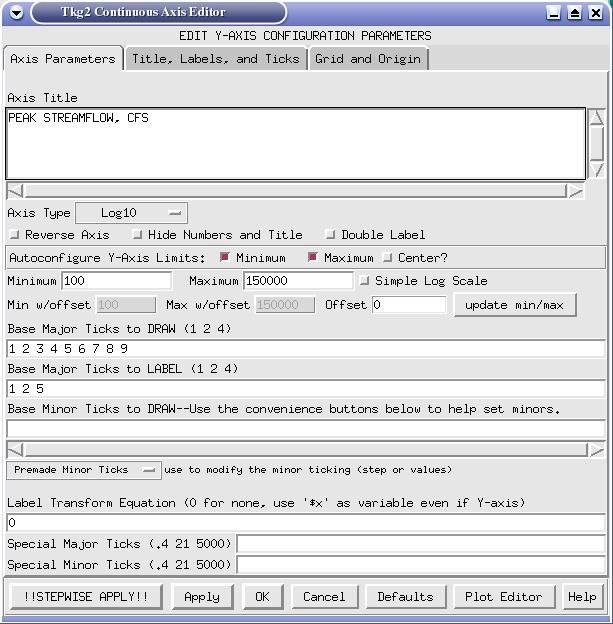 Tkg2 Continuous Axis Editor
EDIT Y-AXIS CONFIGURATION PARAMETERS
Axis Parameters Title, Labels, and Ticks Grid and Origin
Axis Title
PEAK STREAMFLOW, CFS
Axis Type Log10
Reverse Axis Hide Numbers and Title Double Label
Autoconfigure Y-Axis Limits: Minimum Maximum Center?
Minimum 100 Maximum 150000 Simple Log Scale
Min w/offset 100 Max w/offset 150000 Offset 0 update min/max
Base Major Ticks to DRAW (1 2 4)
1 2 3 4 5 6 7 8 9
Base Major Ticks to LABEL (1 2 4)
1 2 5
Base Minor Ticks to DRAW--Use the convenience buttons below to help set minors.
Premade Minor Ticks use to modify the minor ticking (step or values)
Label Transform Equation (0 for none, use '$x' as variable even if Y-axis)
0
Special Major Ticks (.4 21 5000)
Special Minor Ticks (.4 21 5000)
!!STEPWISE APPLY!! Apply OK Cancel Defaults Plot Editor Help